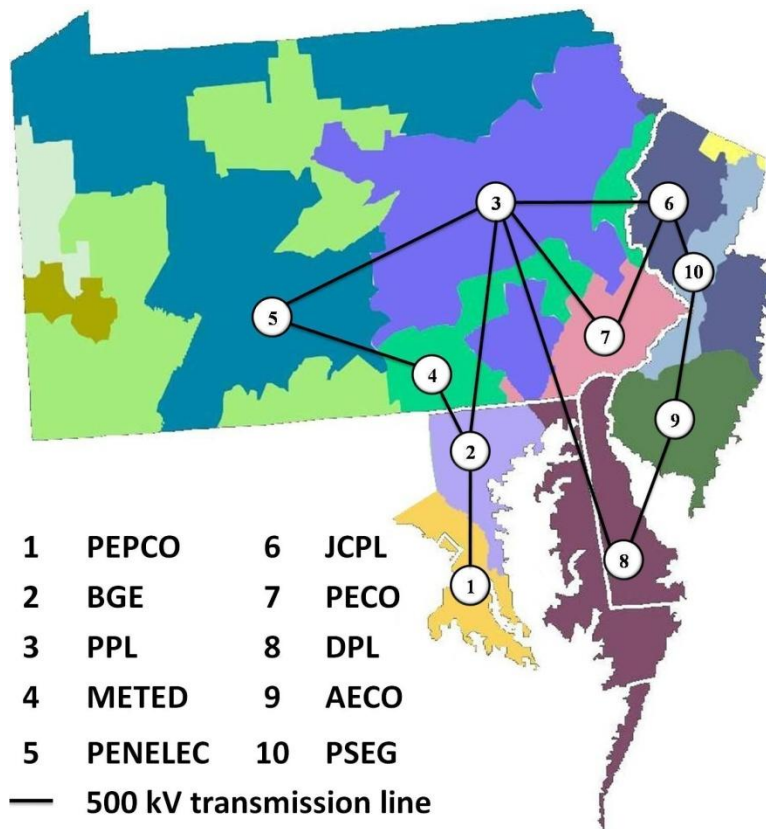 3
6
10
5
7
4
9
2
8
1
1 PEPCO 6 JCPL
2 BGE 7 PECO
3 PPL 8 DPL
4 METED 9 AECO
5 PENELEC 10 PSEG
500 kV transmission line